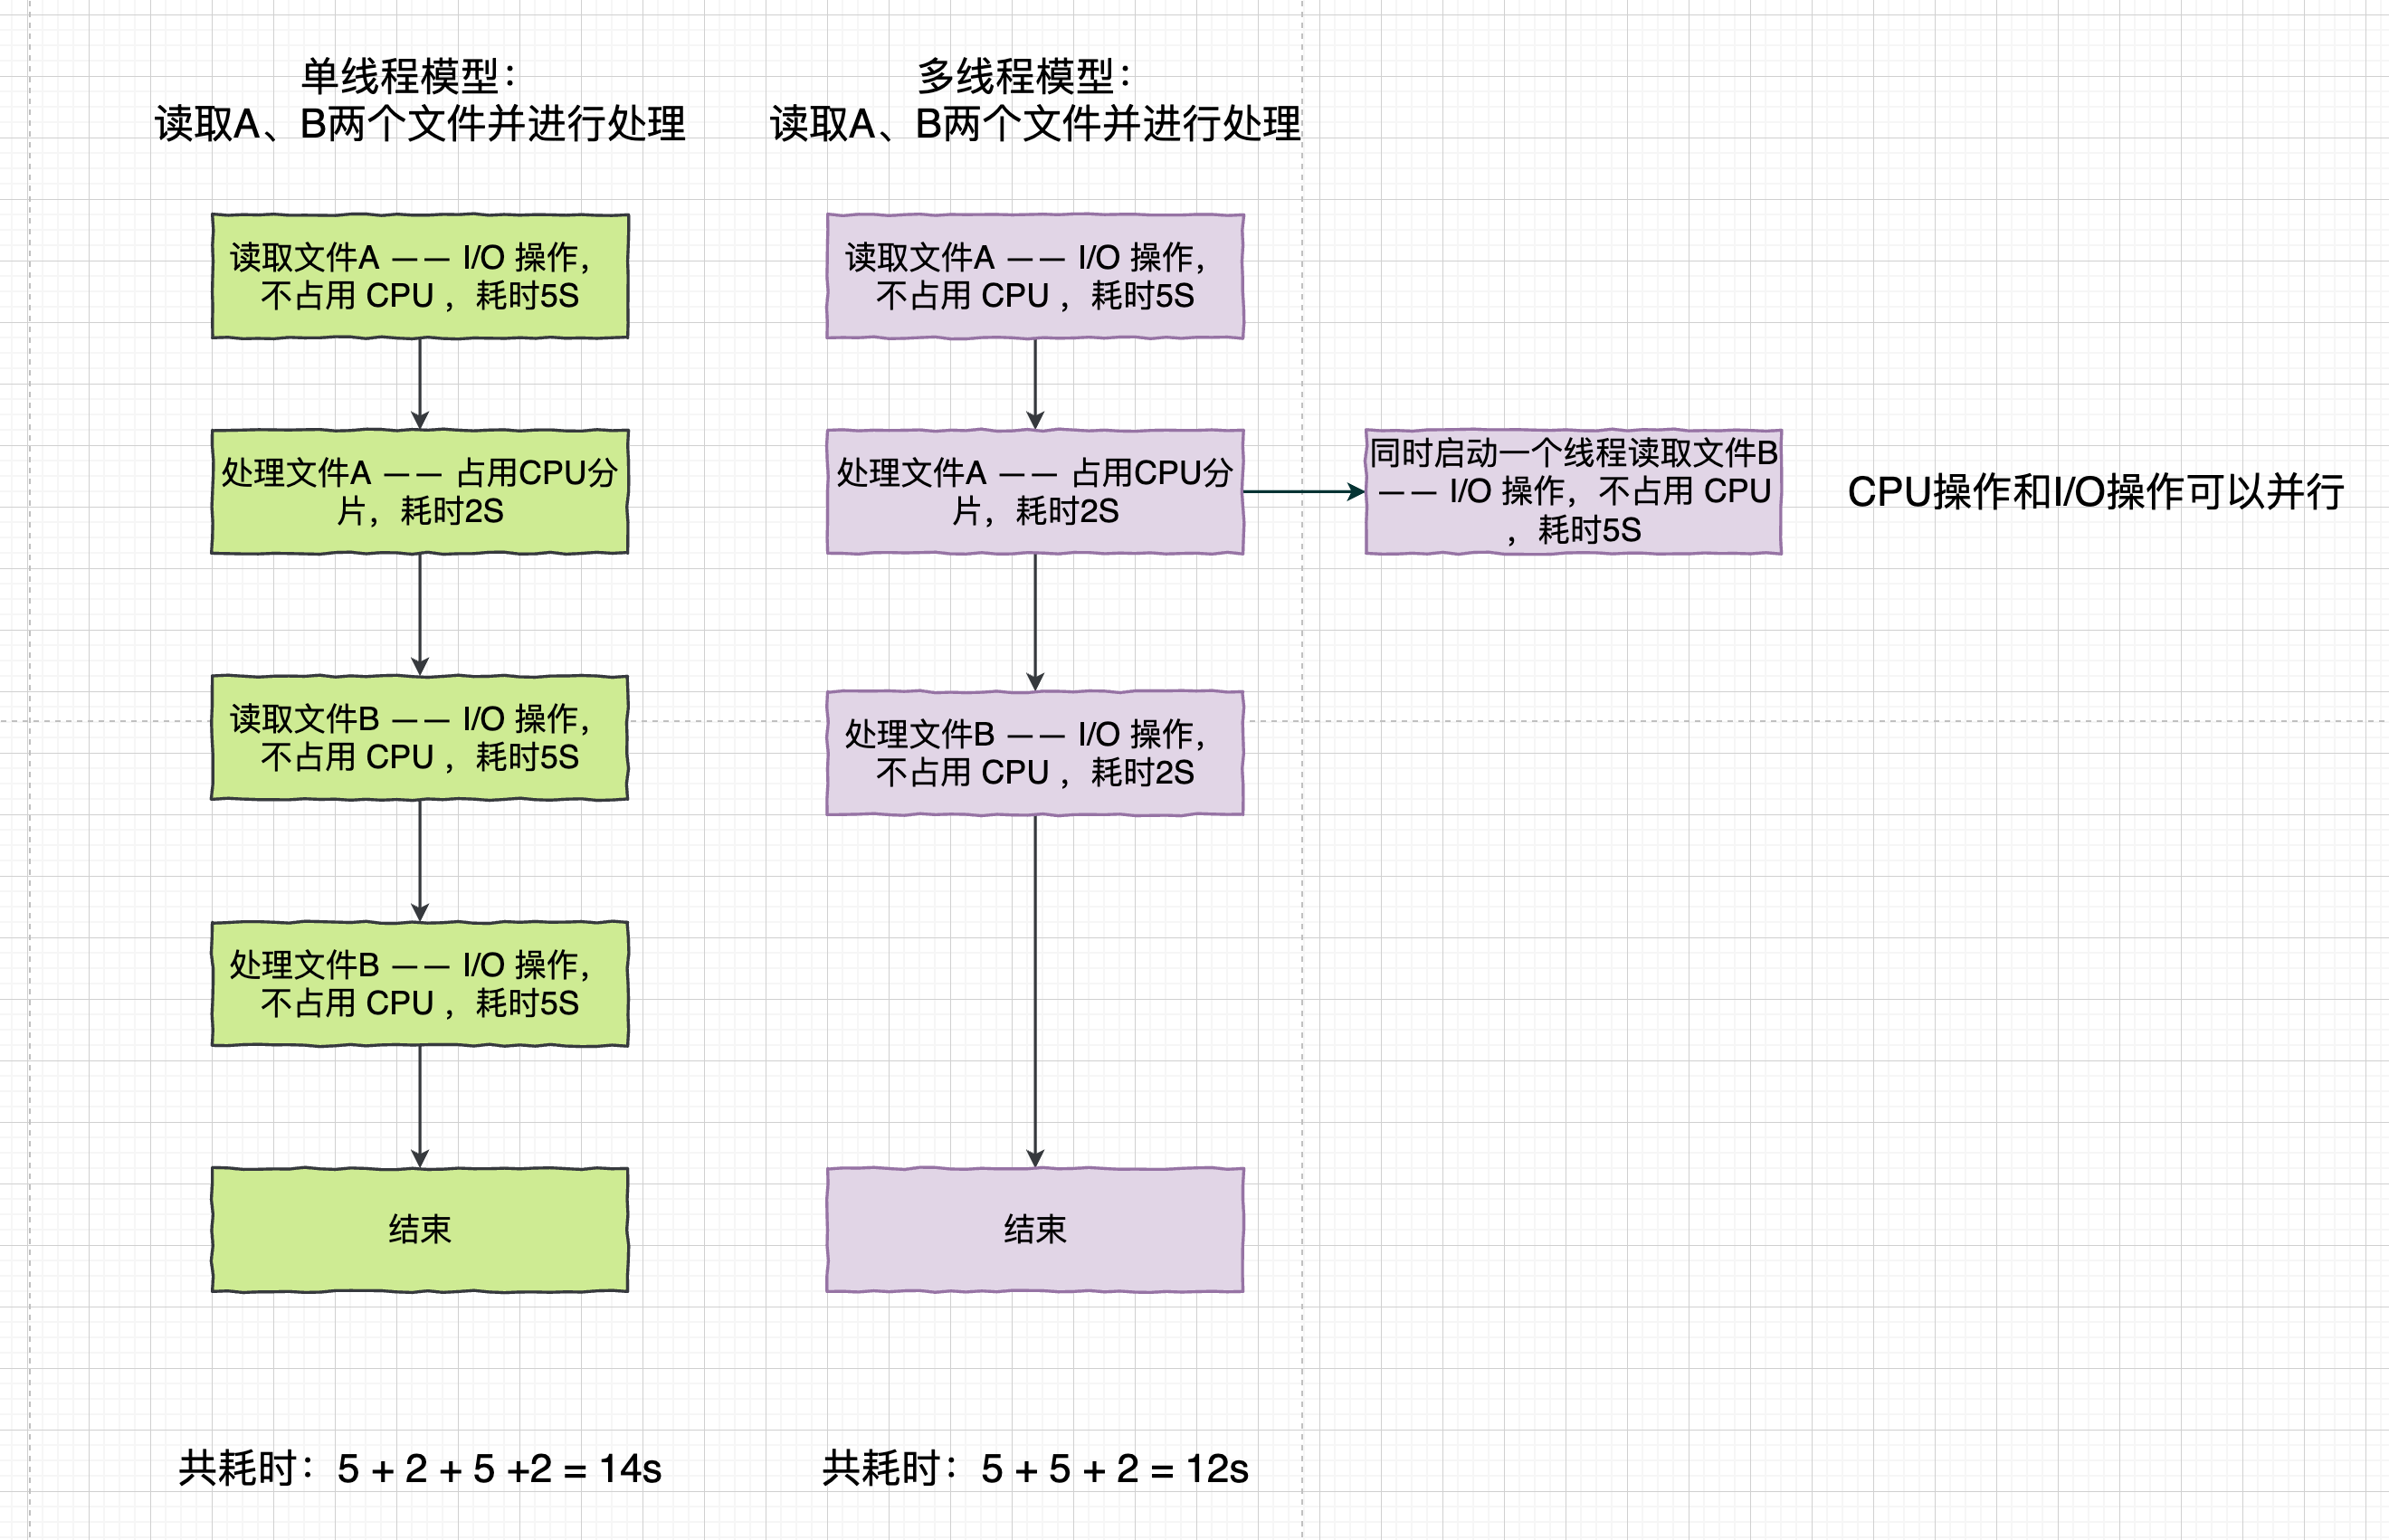 单线程模型：
读取A、B两个文件并进行处理
读取文件A —— I/O 操作，
不占用 CPU ，耗时5S
处理文件A —— 占用CPU分
片，耗时2S
读取文件B —— I/O 操作，
不占用 CPU ，耗时5S
处理文件B —— I/O 操作，
不占用 CPU ，耗时5S
结束
共耗时：5 + 2 + 5 +2 = 14s
多线程模型：
读取A、B两个文件并进行处理
读取文件A —— I/O 操作，
不占用 CPU ，耗时5S
处理文件A —— 占用CPU分
片，耗时2S
同时启动一个线程读取文件B
—— I/O 操作，不占用 CPU
，耗时5S
CPU操作和I/O操作可以并行
处理文件B —— I/O 操作，
不占用 CPU ，耗时2S
结束
共耗时：5 + 5 + 2 = 12s